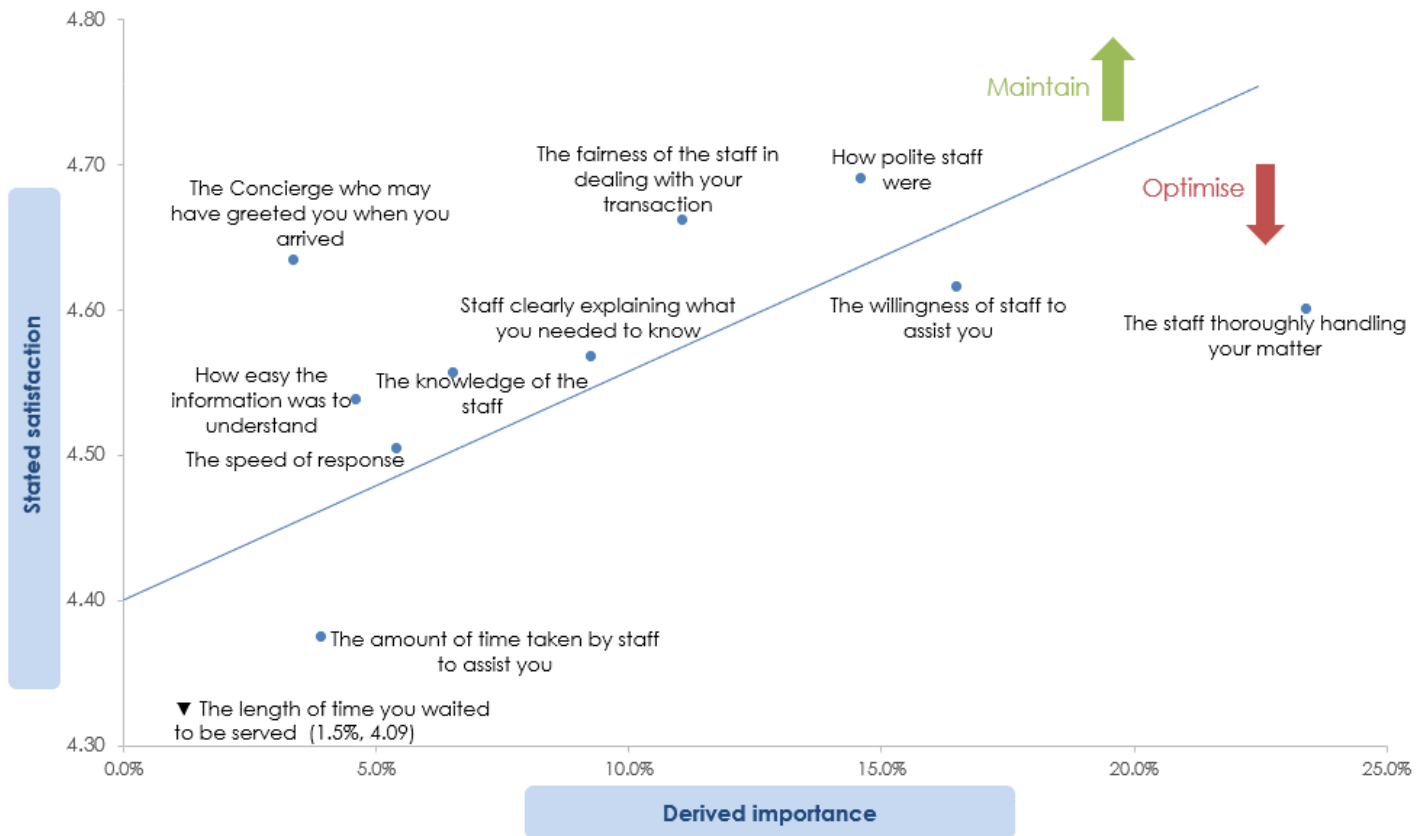 4.80
Maintain
4.70
The fairness of the staff in
dealing with your
transaction
How polite staff
were
The Concierge who may
have greeted you when you
arrived
Optimise
Stated satisfaction
4.60
Staff clearly explaining what
you needed to know
The willingness of staff to
assist you
The staff thoroughly handling
your matter
How easy the
information was to
understand
The knowledge of the
staff
4.50
The speed of response
4.40
The amount of time taken by staff
to assist you
▼ The length of time you waited
to be served (1.5%, 4.09)
4.30
0.0%
5.0%
10.0%
15.0%
20.0%
25.0%
Derived importance